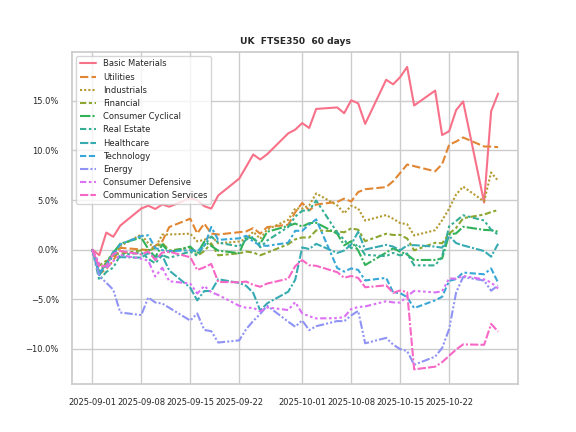 UK FTSE350 60 days
Basic Materials
Utilities
Industrials
Financial
Consumer Cyclical
Real Estate
Healthcare
Technology
Energy
Consumer Defensive
Communication Services
15.0%
10.0%
5.0%
0.0%
−5.0%
−10.0%
2025-09-01 2025-09-08 2025-09-15 2025-09-22 2025-10-01 2025-10-08 2025-10-15 2025-10-22